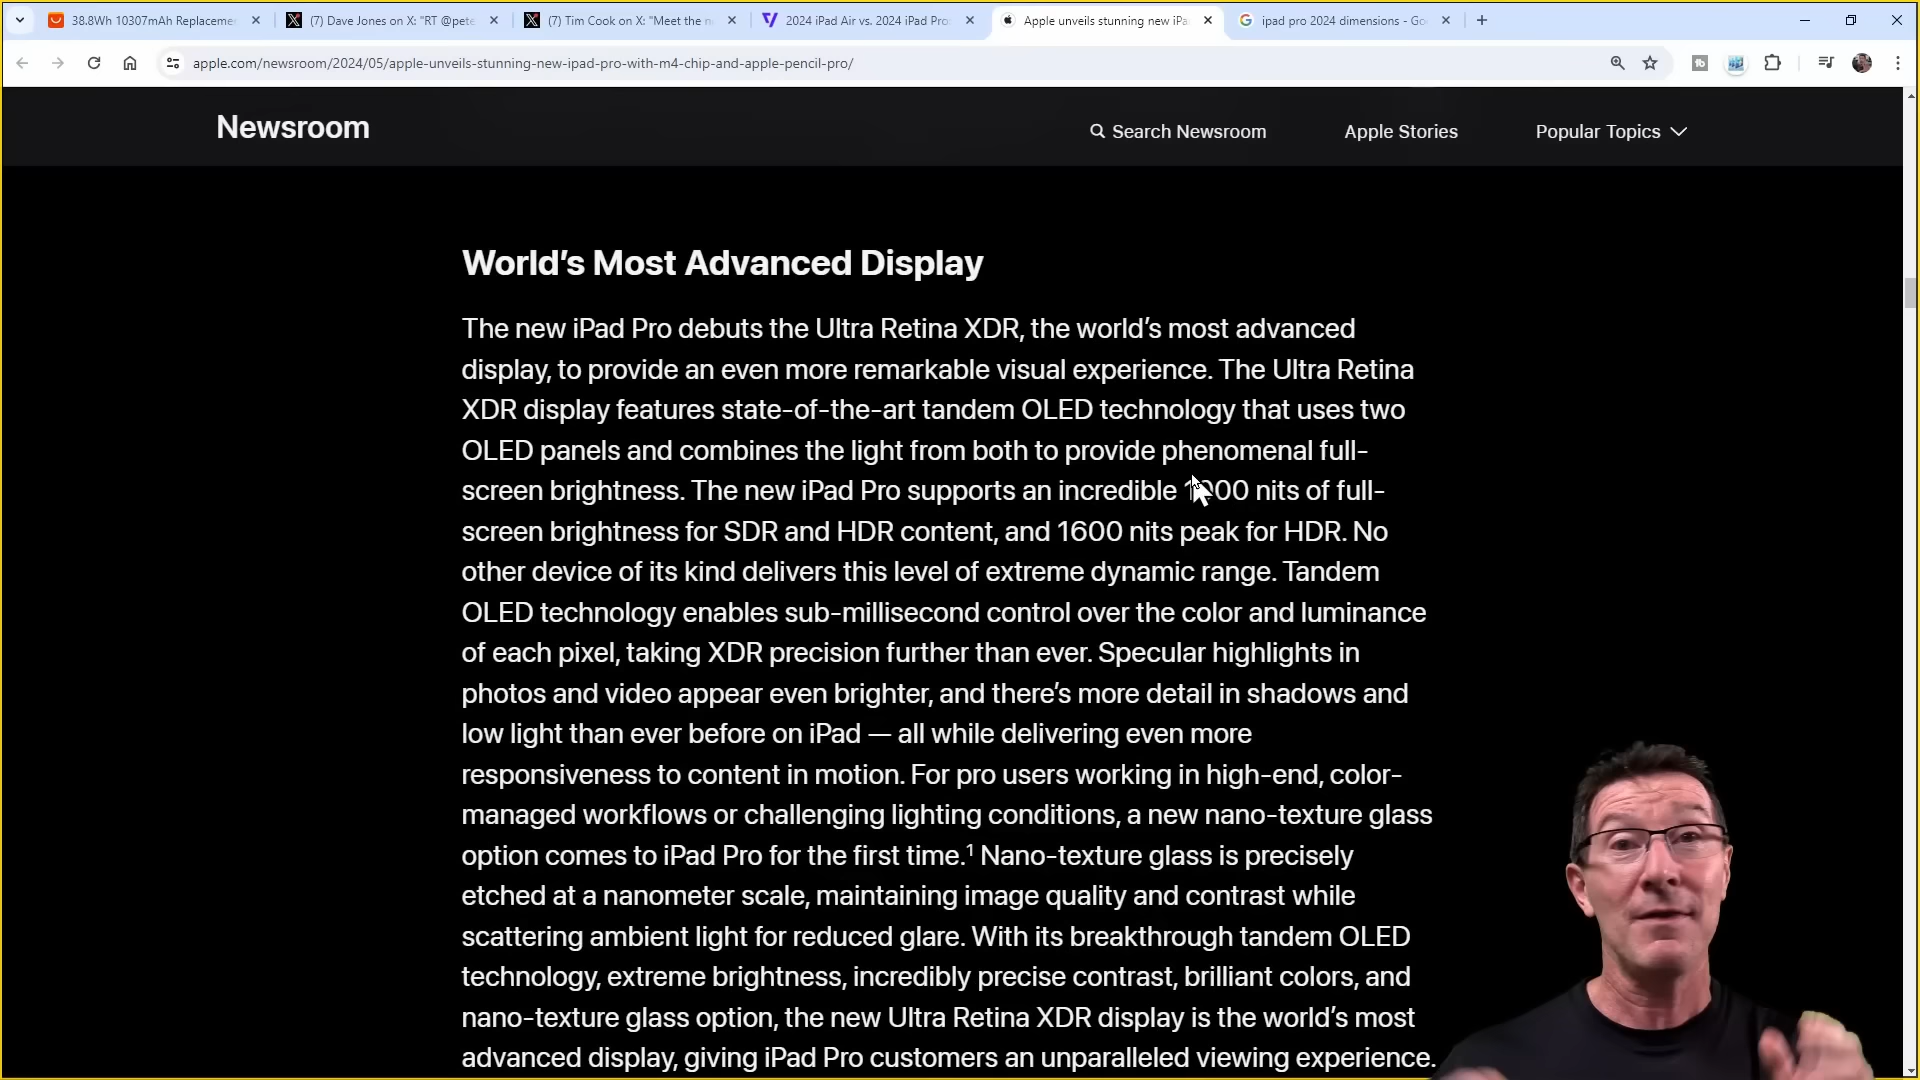 38.8Wh 10307mAh Replaceme
(7) Dave Jones on X: "RT @pete
(7) Tim Cook on X: "Meet the n
2024 iPad Air vs. 2024 iPad Pro
Apple unveils stunning new iPa
ipad pro 2024 dimensions - Go
apple.com/newsroom/2024/05/apple-unveils-stunning-new-ipad-pro-with-m4-chip-and-apple-pencil-pro/
Newsroom
Search Newsroom
Apple Stories
Popular Topics
World's Most Advanced Display
The new iPad Pro debuts the Ultra Retina XDR, the world's most advanced
display, to provide an even more remarkable visual experience. The Ultra Retina
XDR display features state-of-the-art tandem OLED technology that uses two
OLED panels and combines the light from both to provide phenomenal full-
screen brightness. The new iPad Pro supports an incredible 1000 nits of full-
screen brightness for SDR and HDR content, and 1600 nits peak for HDR. No
other device of its kind delivers this level of extreme dynamic range. Tandem
OLED technology enables sub-millisecond control over the color and luminance
of each pixel, taking XDR precision further than ever. Specular highlights in
photos and video appear even brighter, and there's more detail in shadows and
low light than ever before on iPad — all while delivering even more
responsiveness to content in motion. For pro users working in high-end, color-
managed workflows or challenging lighting conditions, a new nano-texture glass
option comes to iPad Pro for the first time.¹ Nano-texture glass is precisely
etched at a nanometer scale, maintaining image quality and contrast while
scattering ambient light for reduced glare. With its breakthrough tandem OLED
technology, extreme brightness, incredibly precise contrast, brilliant colors, and
nano-texture glass option, the new Ultra Retina XDR display is the world's most
advanced display, giving iPad Pro customers an unparalleled viewing experience.